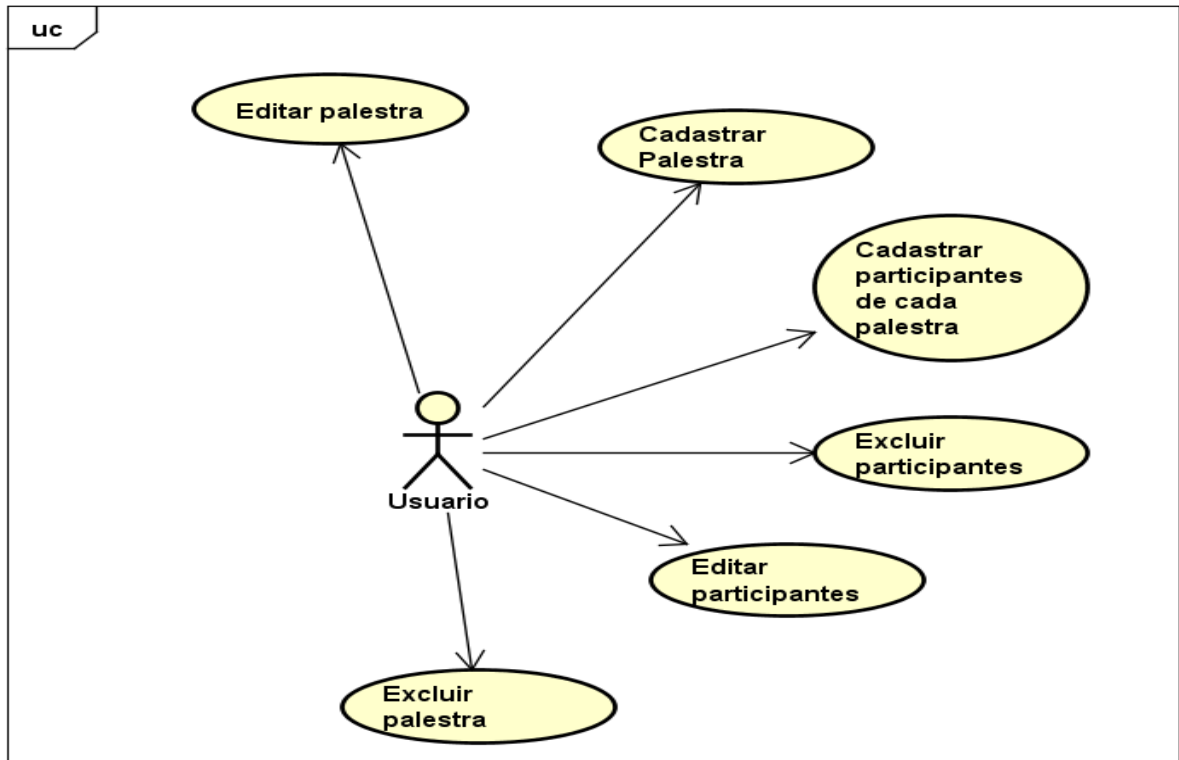 uc
Editar palestra
Cadastrar
Palestra
Cadastrar
participantes
de cada
palestra
Excluir
participantes
Usuario
Editar
participantes
Excluir
palestra